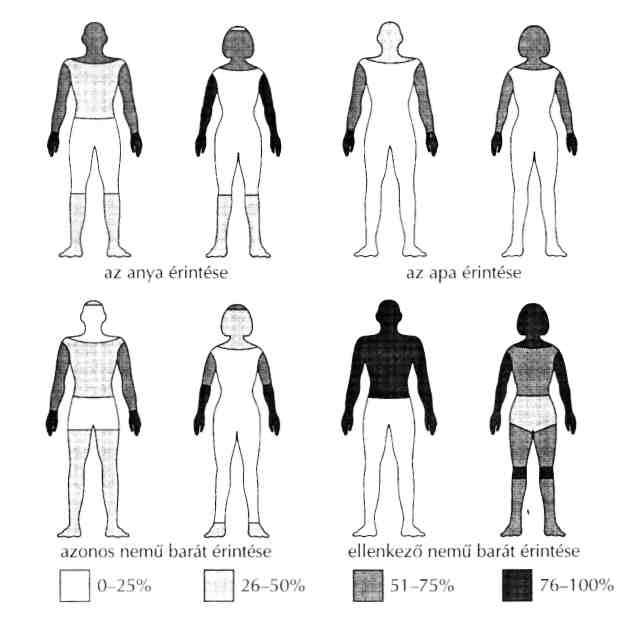 az anya érintése
az apa érintése
azonos nemű barát érintése
ellenkező nemű barát érintése
0–25%
26–50%
51–75%
76–100%